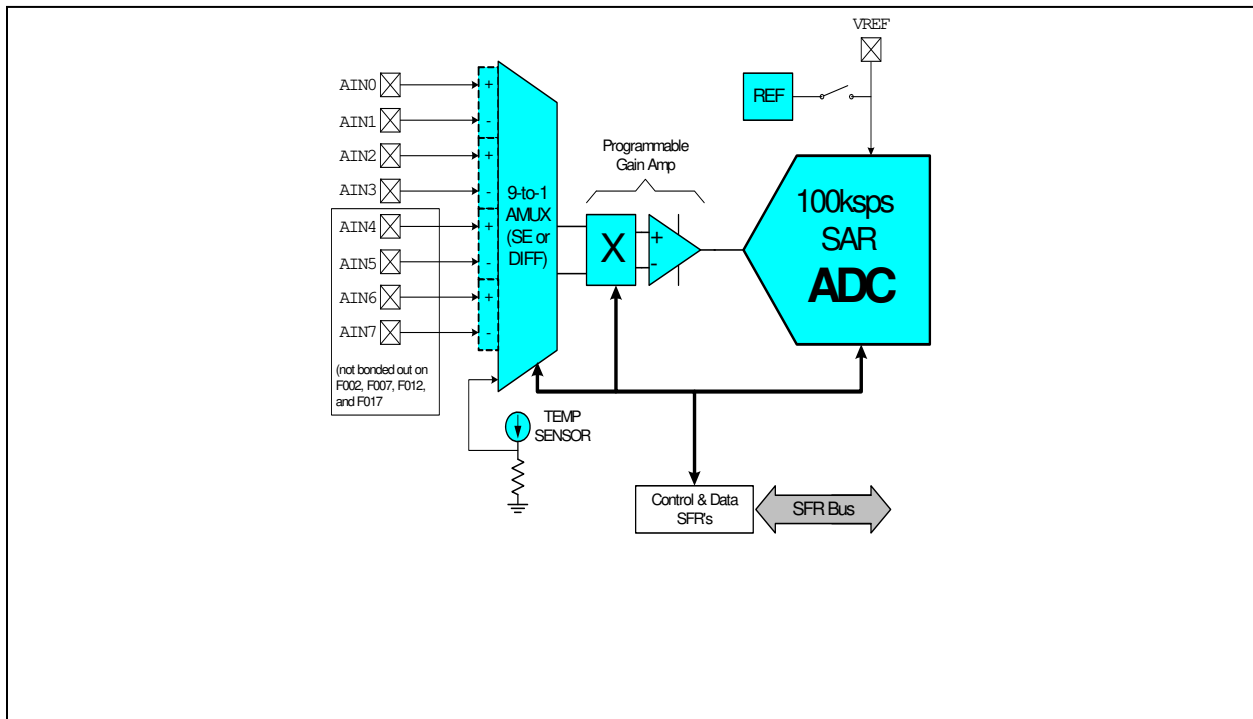 VREF
AIN0
+
REF
AIN1
-
AIN2
+
Programmable
Gain Amp
AIN3
-
9-to-1
AMUX
(SE or
DIFF)
100ksps
SAR
ADC
AIN4
+
X
+
-
AIN5
-
AIN6
+
AIN7
-
(not bonded out on
F002, F007, F012,
and F017
TEMP
SENSOR
Control & Data
SFR's
SFR Bus